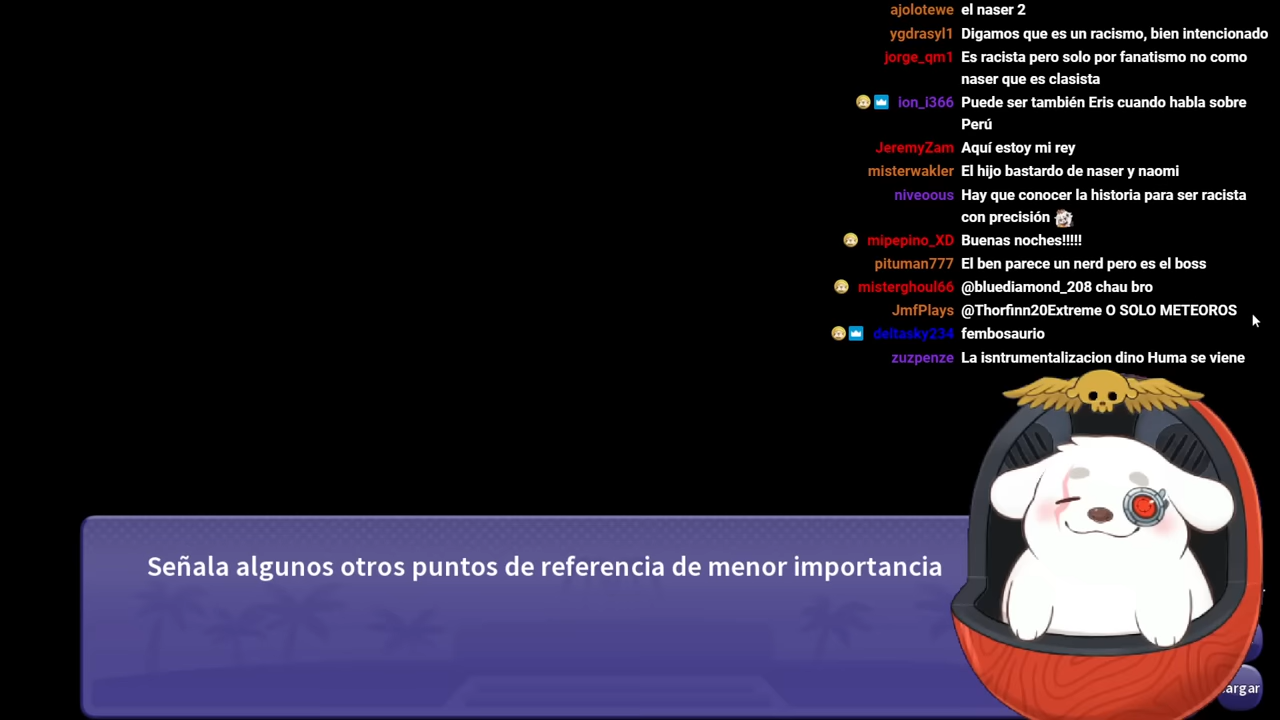 ajolotewe el naser 2
ygdrasyl1 Digamos que es un racismo, bien intencionado
jorge_qm1 Es racista pero solo por fanatismo no como
naser que es clasista
ion_i366 Puede ser también Eris cuando habla sobre
Perú
JeremyZam Aquí estoy mi rey
misterwakler El hijo bastardo de naser y naomi
niveoous Hay que conocer la historia para ser racista
con precisión
mipepino_XD Buenas noches!!!!!
pituman777 El ben parece un nerd pero es el boss
misterghoul66 @bluediamond_208 chau bro
JmfPlays @Thorfinn20Extreme O SOLO METEOROS
deltasky234 fembosaurio
zuzpenze La isntrumentalizacion dino Huma se viene
Señala algunos otros puntos de referencia de menor importancia
argar